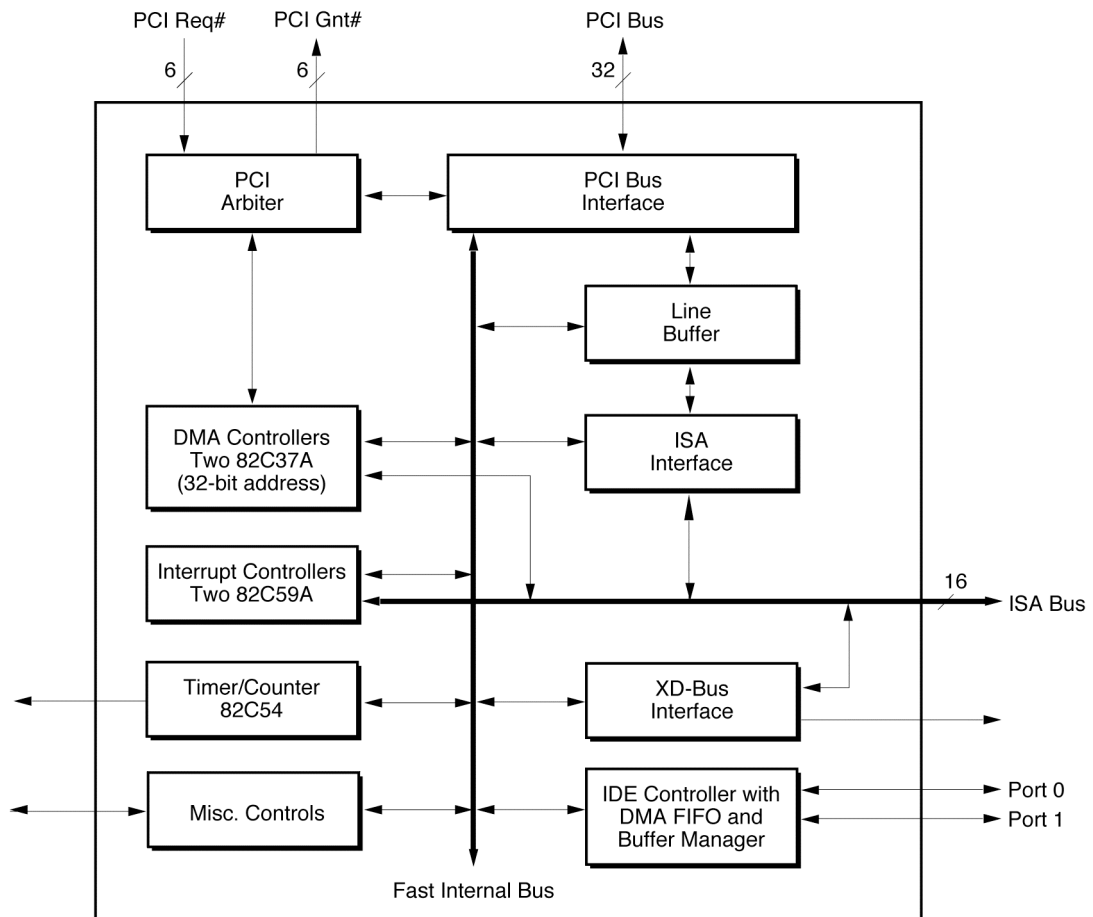 PCI Req#
PCI Gnt#
PCI Bus
6
6
32
PCI
Arbiter
PCI Bus
Interface
Line
Buffer
DMA Controllers
Two 82C37A
(32-bit address)
ISA
Interface
Interrupt Controllers
Two 82C59A
16
ISA Bus
Timer/Counter
82C54
XD-Bus
Interface
Misc. Controls
IDE Controller with
DMA FIFO and
Buffer Manager
Port 0
Port 1
Fast Internal Bus